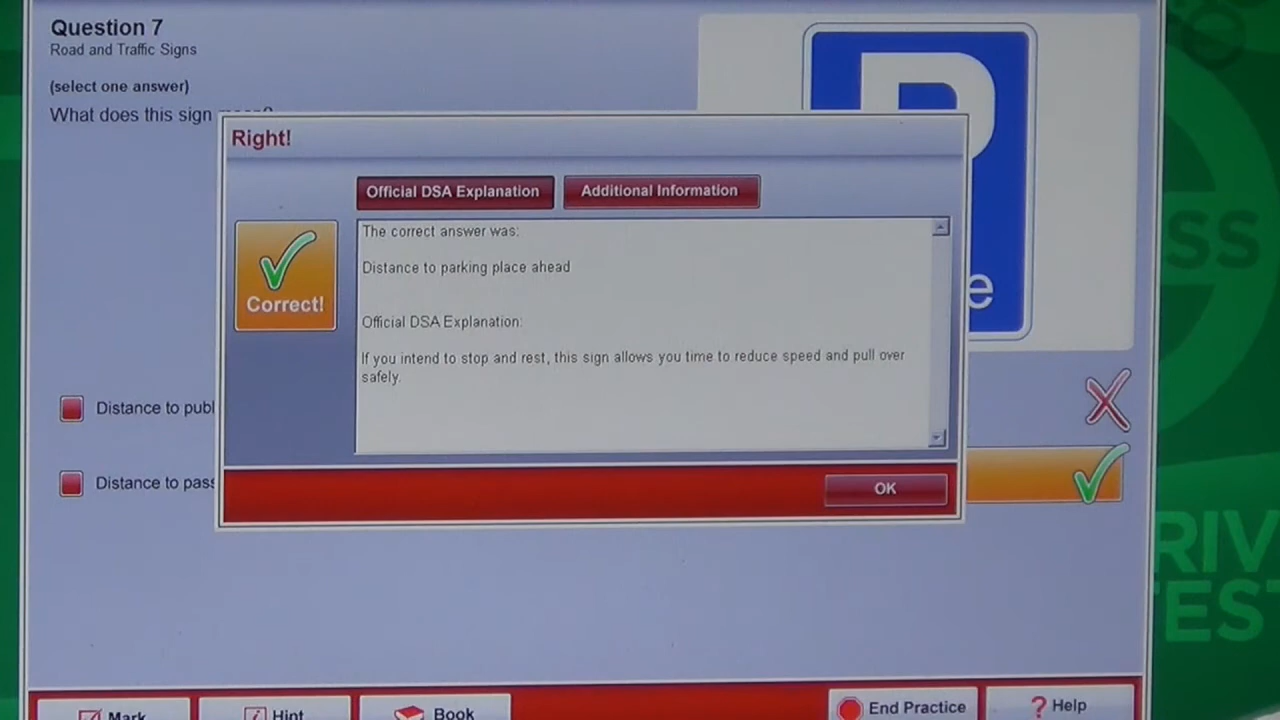 Question 7
Road and Traffic Signs
(select one answer)
What does this sign
P
Right!
Official DSA Explanation
Additional Information
The correct answer was:
Distance to parking place ahead
Correct!
Official DSA Explanation:
If you intend to stop and rest, this sign allows you time to reduce speed and pull over
safely.
e
SS
Distance to publ
Distance to pass
OK
RIV
EST
Mark
Hint
Book
End Practice
Help